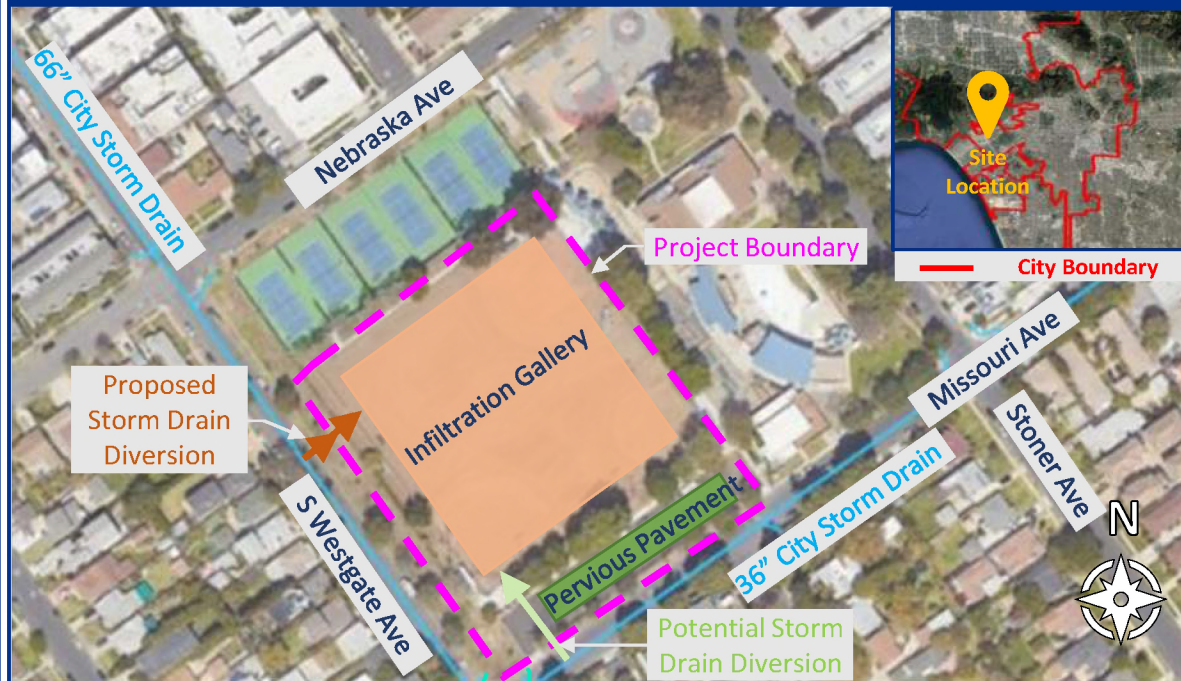 66” City Storm Drain
Nebraska Ave
Site
Location
Project Boundary
City Boundary
Missouri Ave
Proposed
Storm Drain
Diversion
Infiltration Gallery
Stoner Ave
36” City Storm Drain
N
S Westgate Ave
Pervious Pavement
Potential Storm
Drain Diversion